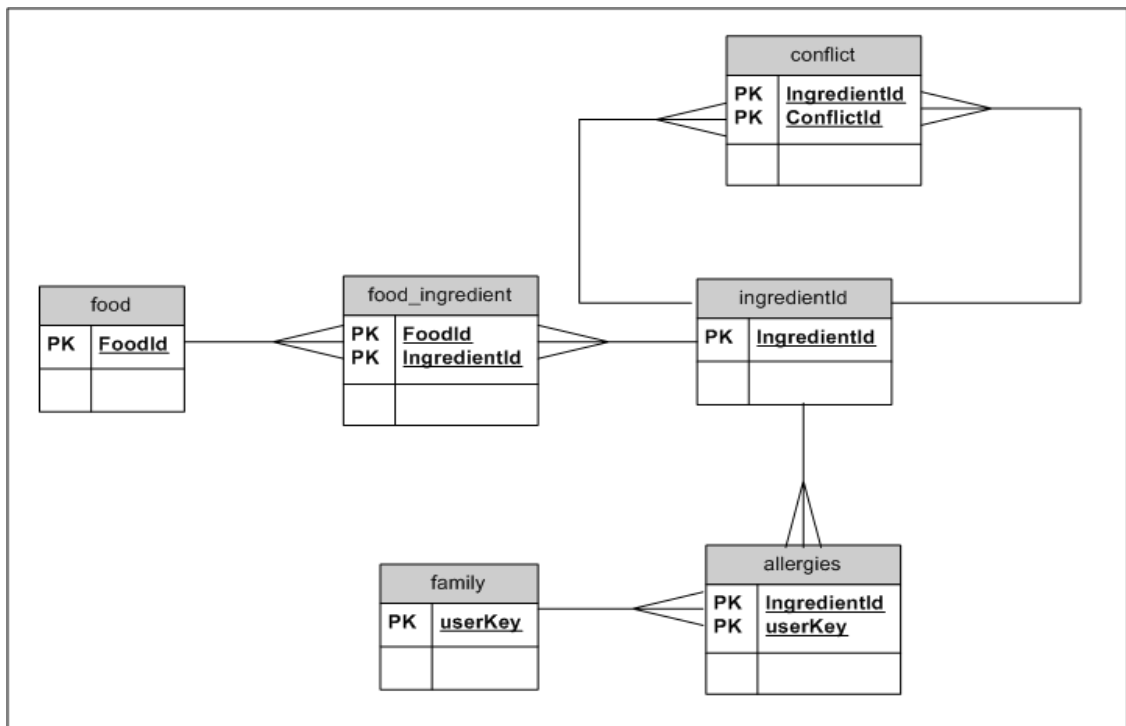 conflict
PK IngredientId
PK ConflictId
food
PK FoodId
food_ingredient
PK FoodId
PK IngredientId
ingredientId
PK IngredientId
family
PK userKey
allergies
PK IngredientId
PK userKey